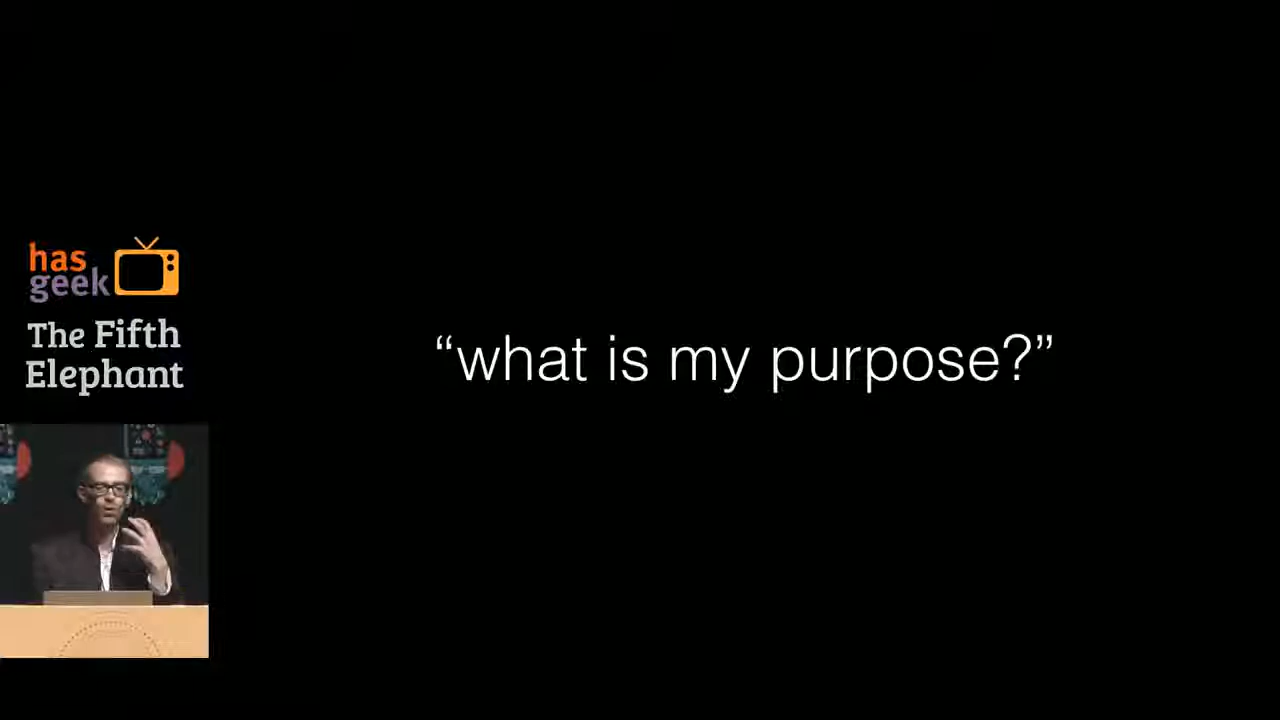 has
geek
The Fifth
Elephant
“what is my purpose?”